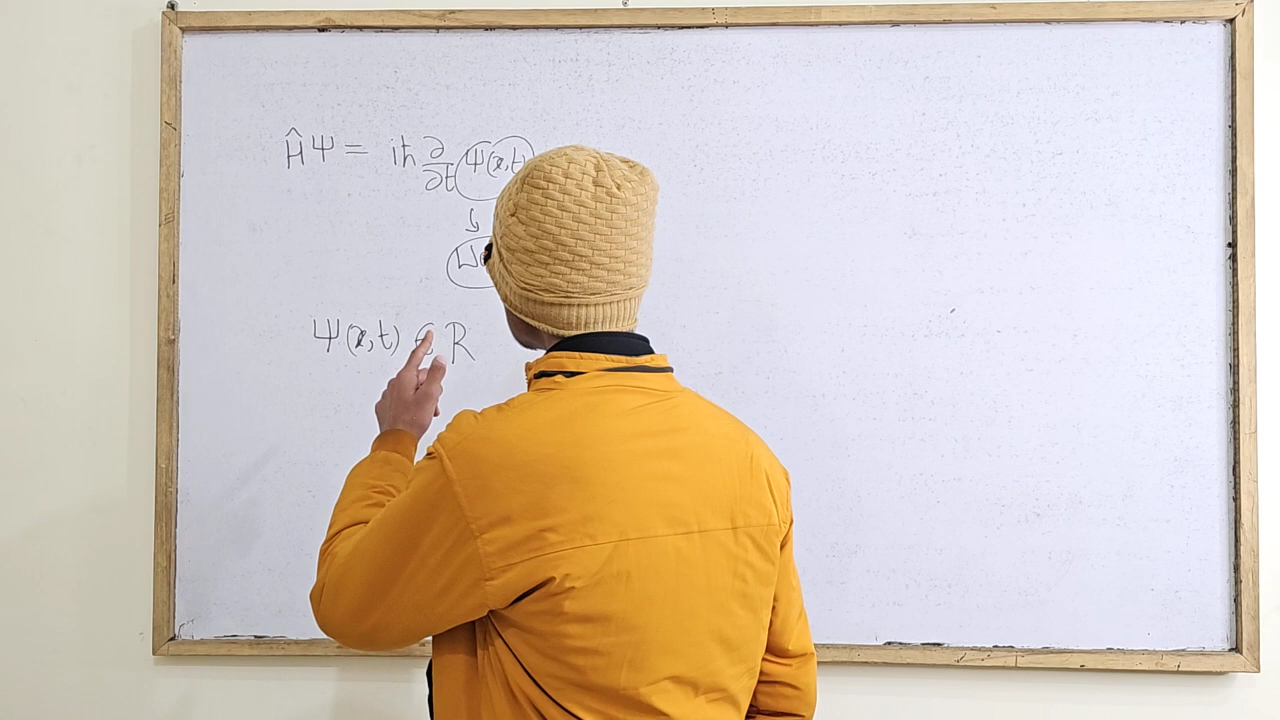 ĤΨ = iħ ∂/∂t Ψ(x,t)
Ψ(x,t) ∈ R